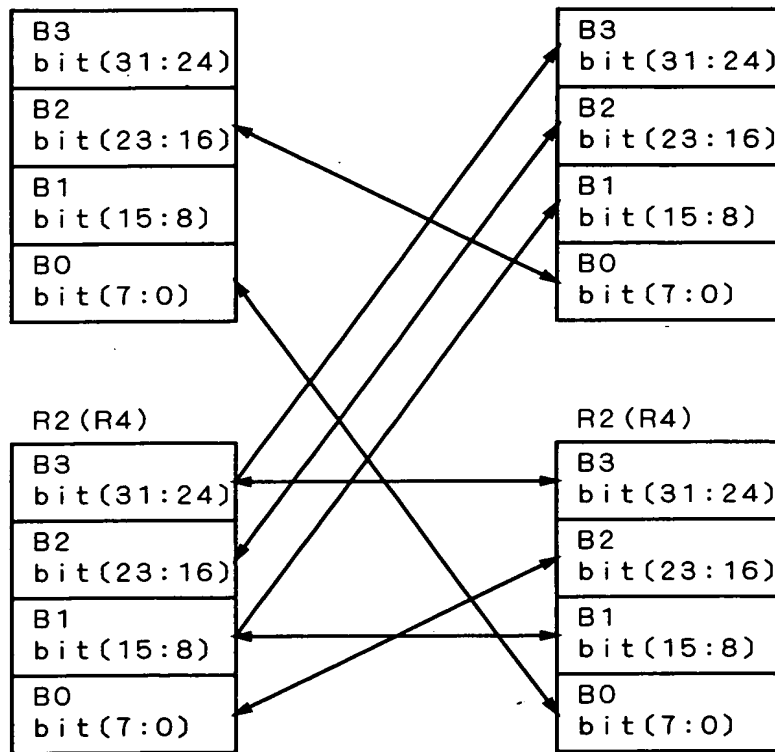 B3
bit(31:24)
B2
bit(23:16)
B1
bit(15:8)
B0
bit(7:0)
B3
bit(31:24)
B2
bit(23:16)
B1
bit(15:8)
B0
bit(7:0)
R2(R4)
B3
bit(31:24)
B2
bit(23:16)
B1
bit(15:8)
B0
bit(7:0)
R2(R4)
B3
bit(31:24)
B2
bit(23:16)
B1
bit(15:8)
B0
bit(7:0)